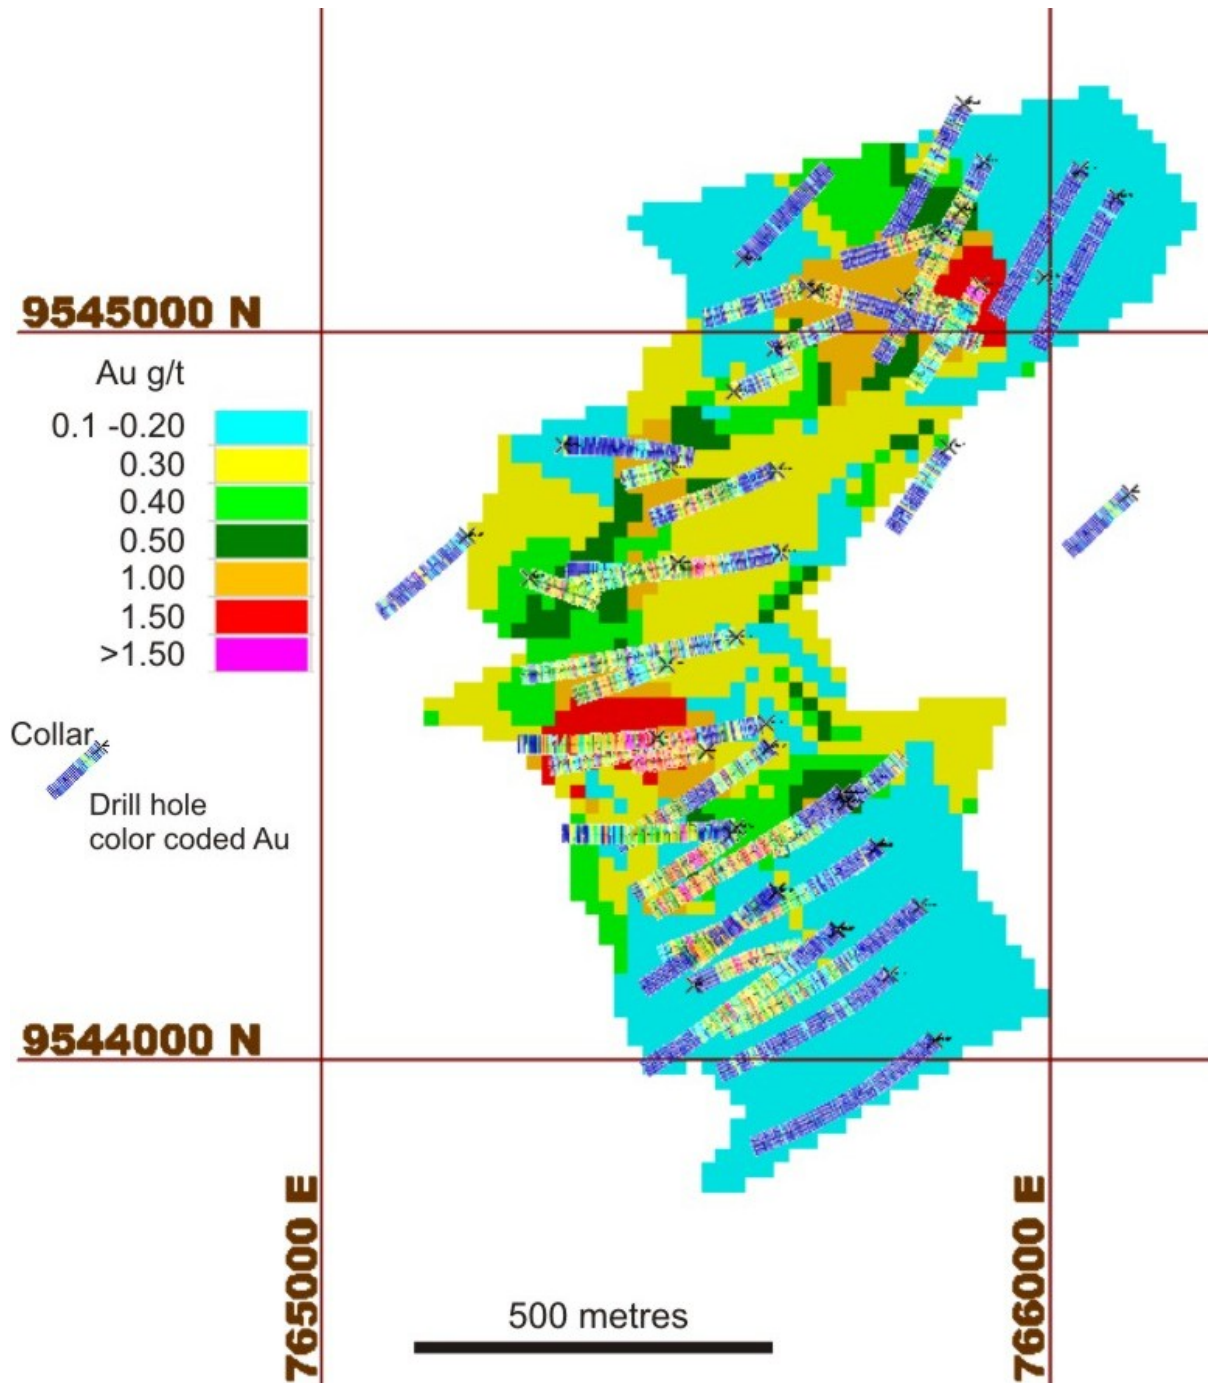 9545000 N
Au g/t
0.1 -0.20
0.30
0.40
0.50
1.00
1.50
>1.50
Collar
Drill hole
color coded Au
9544000 N
765000 E
766000 E
500 metres